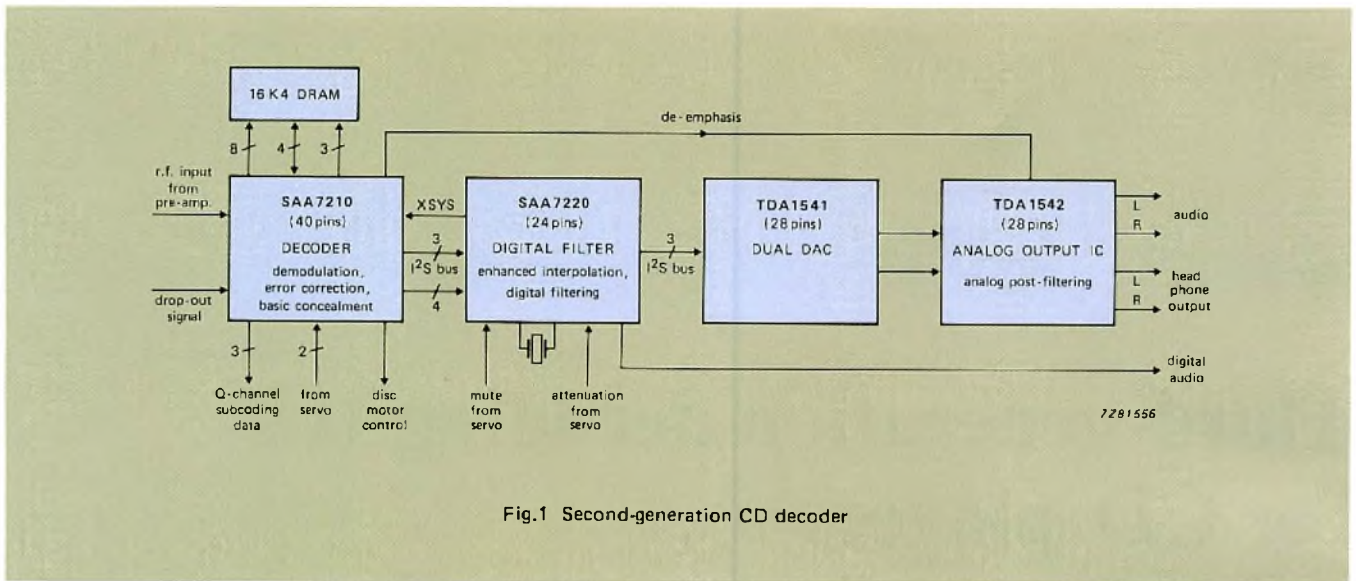 16 K4 DRAM
de-emphasis
8
4
3
r.f. input
from
pre-amp.
SAA7210
(40 pins)
DECODER
demodulation,
error correction,
basic concealment
XSYS
3
I²S bus
4
SAA7220
(24 pins)
DIGITAL FILTER
enhanced interpolation,
digital filtering
3
I²S bus
TDA1541
(28 pins)
DUAL DAC
TDA1542
(28 pins)
ANALOG OUTPUT IC
analog post-filtering
L
R
audio
L
R
head
phone
output
drop-out
signal
3
2
Q-channel
subcoding
data
from
servo
disc
motor
control
mute
from
servo
attenuation
from
servo
digital
audio
7Z81556
Fig.1 Second-generation CD decoder